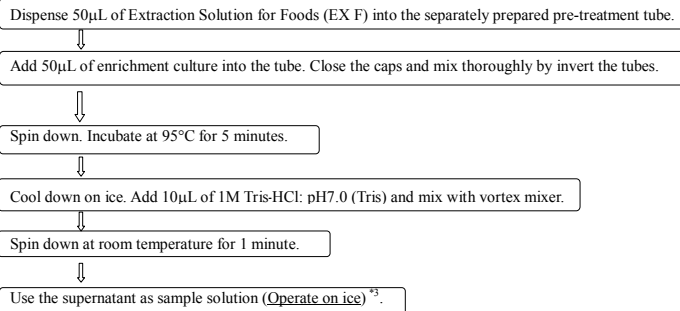 Dispense 50μL of Extraction Solution for Foods (EX F) into the separately prepared pre-treatment tube.
Add 50μL of enrichment culture into the tube. Close the caps and mix thoroughly by invert the tubes.
Spin down. Incubate at 95°C for 5 minutes.
Cool down on ice. Add 10μL of 1M Tris-HCl: pH7.0 (Tris) and mix with vortex mixer.
Spin down at room temperature for 1 minute.
Use the supernatant as sample solution (Operate on ice) *3.